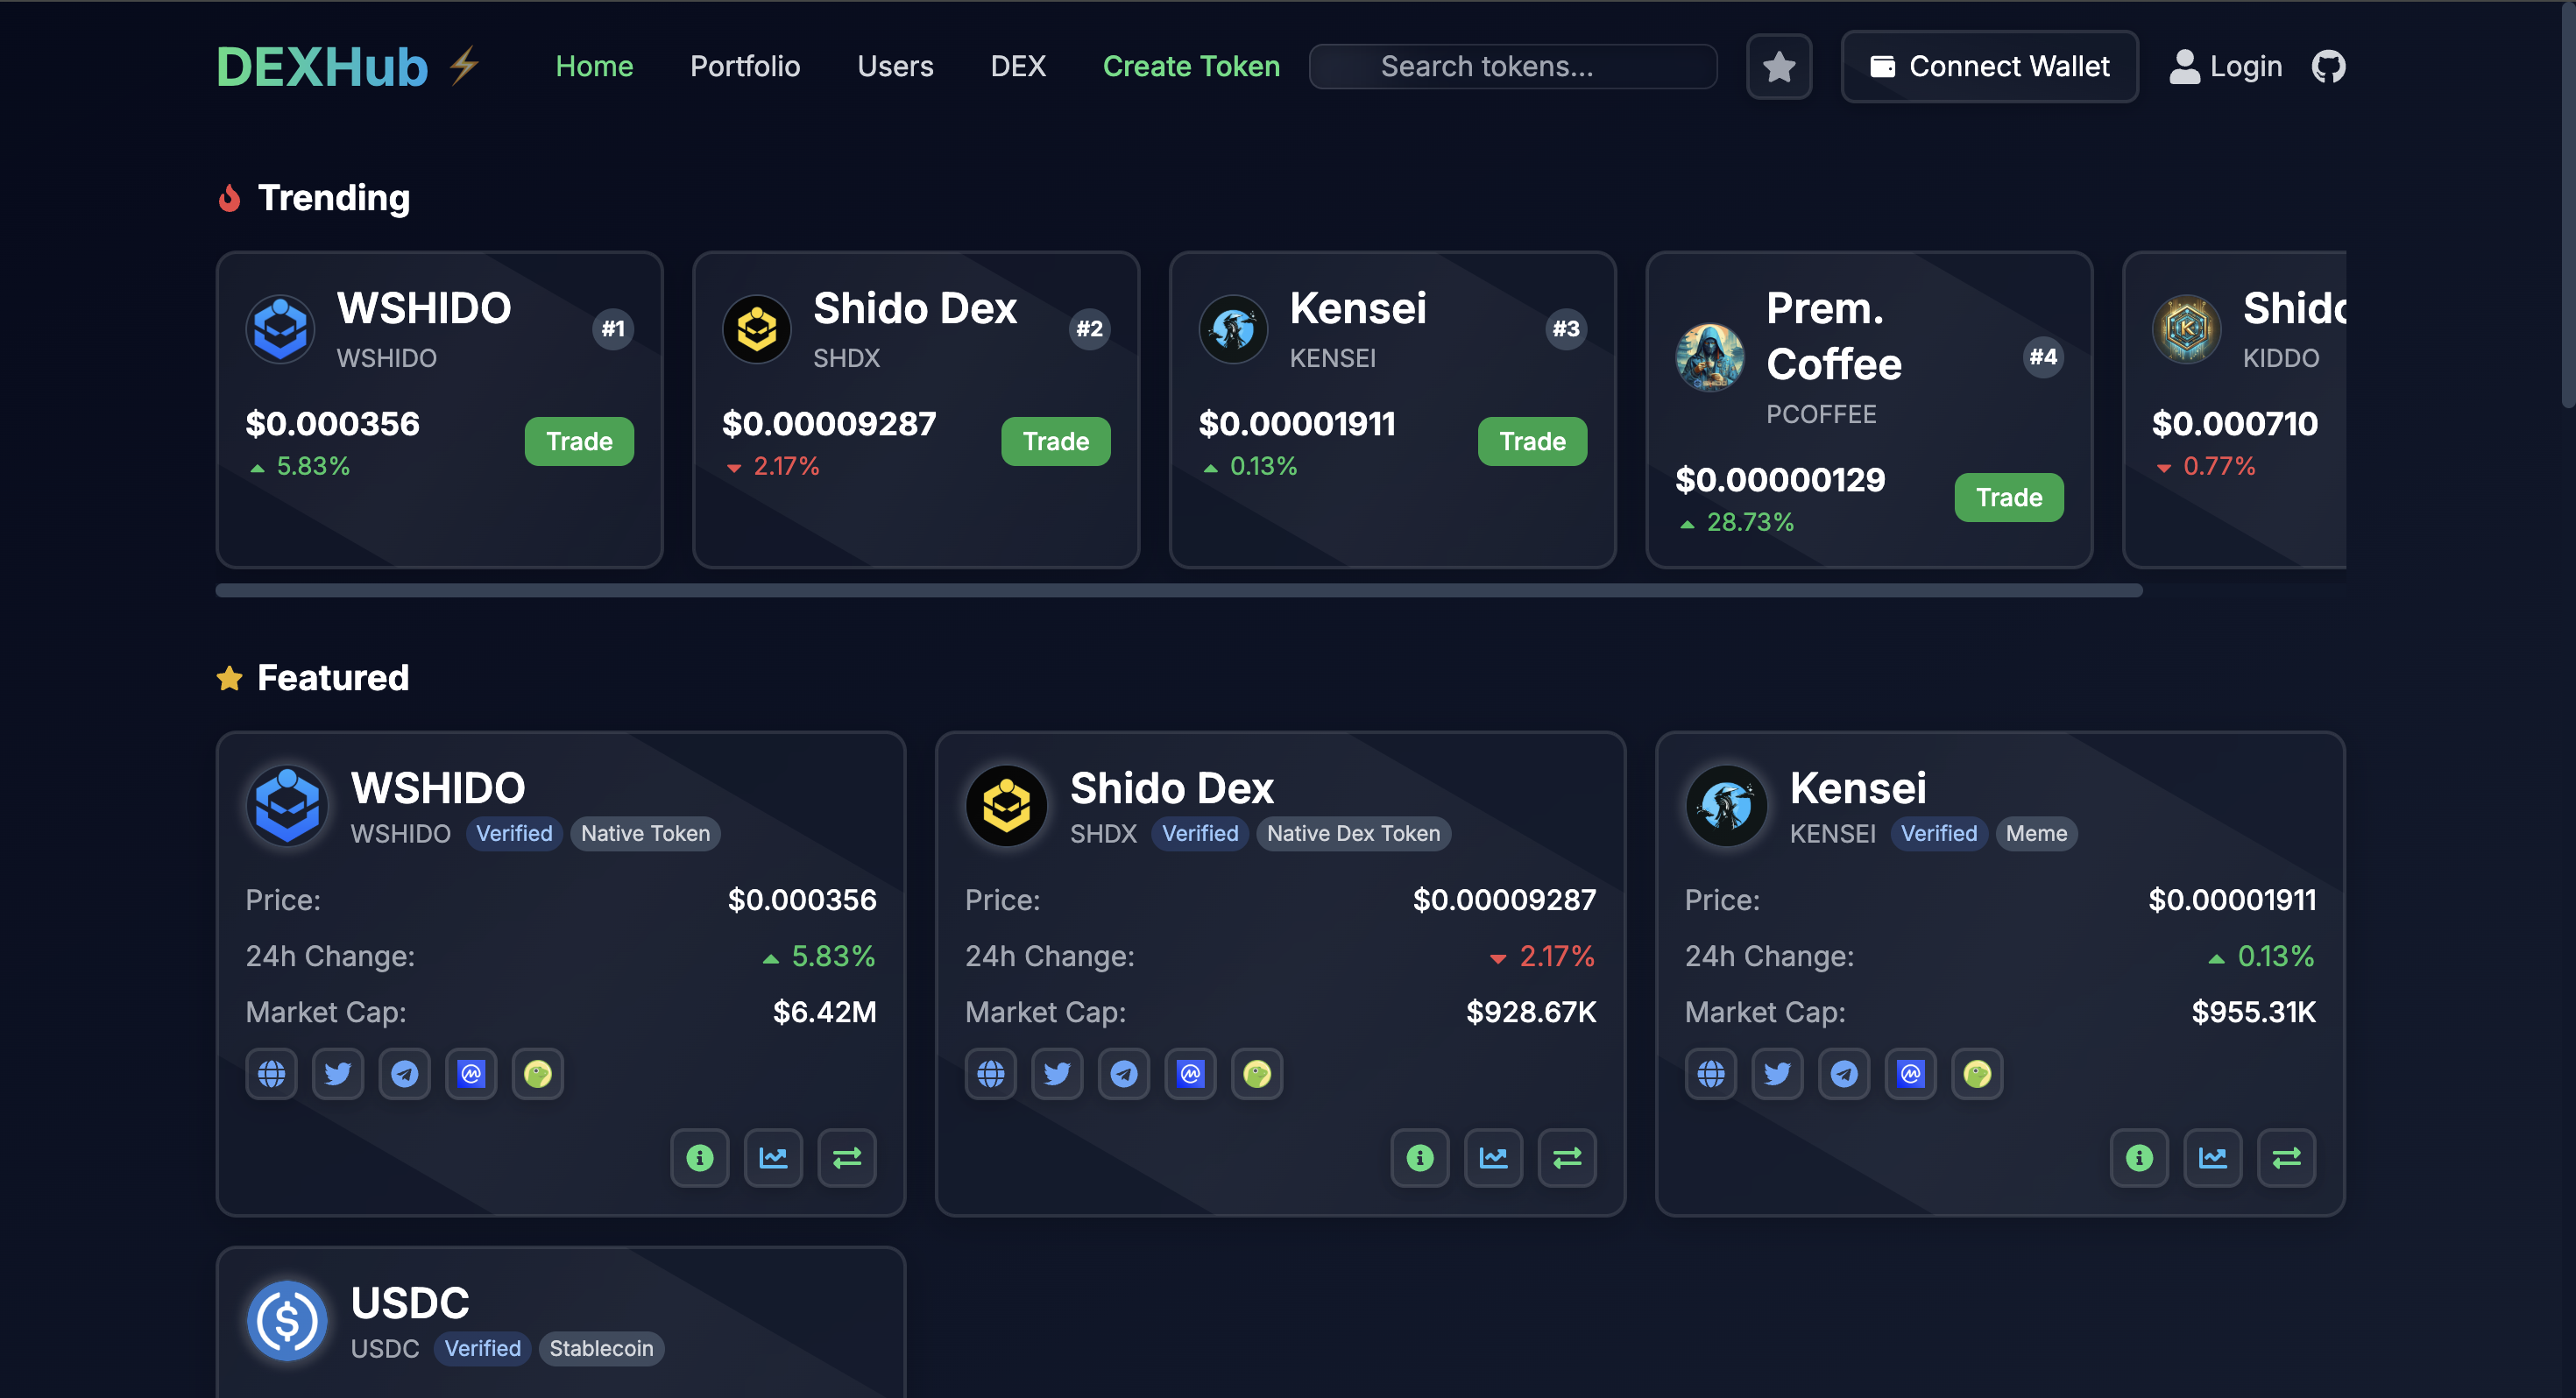 DEXHub Home Portfolio Users DEX Create Token Search tokens... Connect Wallet Login
Trending
WSHIDO
WSHIDO
#1
$0.000356
5.83%
Trade
Shido Dex
SHDX
#2
$0.00009287
2.17%
Trade
Kensei
KENSEI
#3
$0.00001911
0.13%
Trade
Prem.
Coffee
PCOFFEE
#4
$0.00000129
28.73%
Trade
Shido
KIDDO
$0.000710
0.77%
Featured
WSHIDO
WSHIDO Verified Native Token
Price: $0.000356
24h Change: 5.83%
Market Cap: $6.42M
Shido Dex
SHDX Verified Native Dex Token
Price: $0.00009287
24h Change: 2.17%
Market Cap: $928.67K
Kensei
KENSEI Verified Meme
Price: $0.00001911
24h Change: 0.13%
Market Cap: $955.31K
USDC
USDC Verified Stablecoin